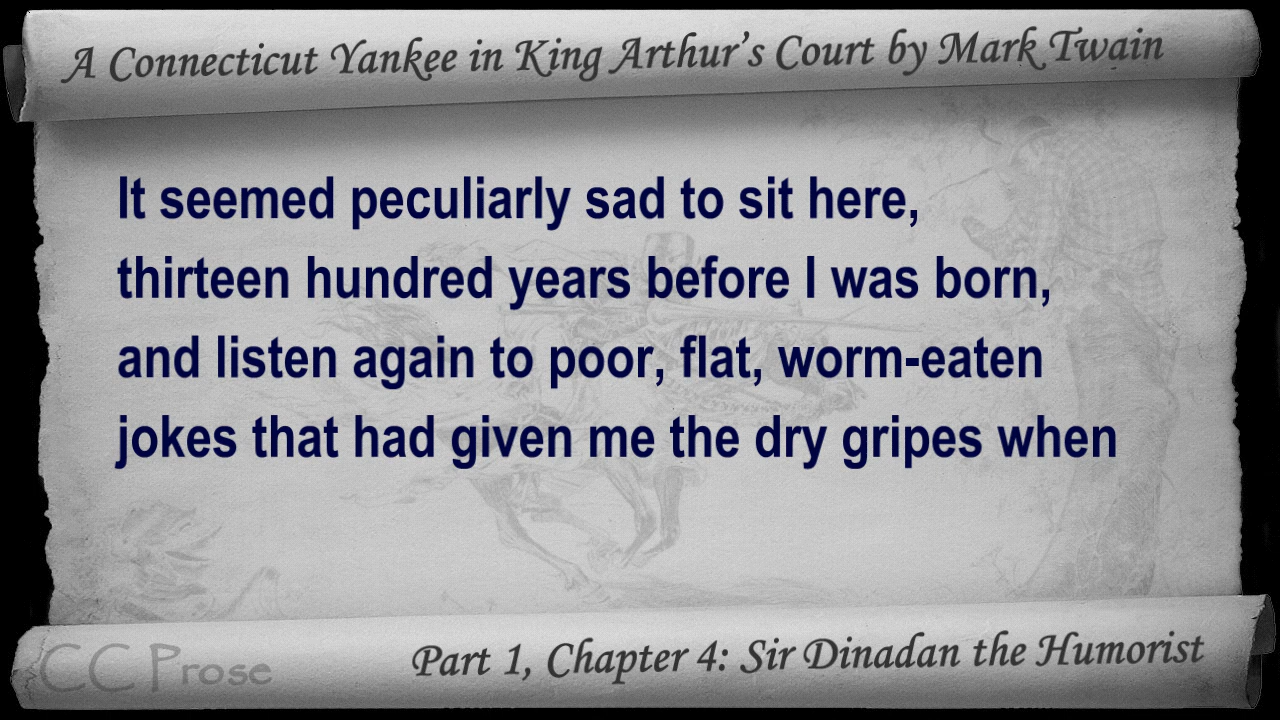 A Connecticut Yankee in King Arthur's Court by Mark Twain
It seemed peculiarly sad to sit here,
thirteen hundred years before I was born,
and listen again to poor, flat, worm-eaten
jokes that had given me the dry gripes when
CC Prose
Part 1, Chapter 4: Sir Dinadan the Humorist